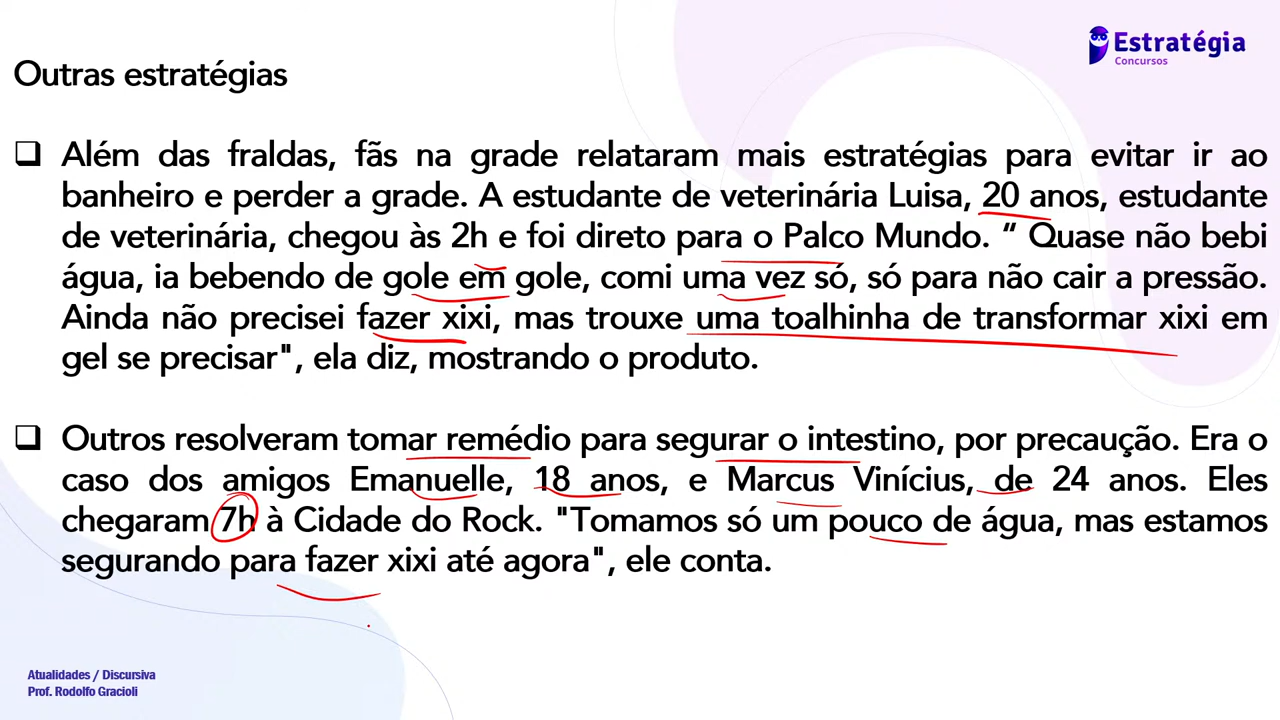 Estratégia
Concursos
Outras estratégias
❑ Além das fraldas, fãs na grade relataram mais estratégias para evitar ir ao
banheiro e perder a grade. A estudante de veterinária Luisa, 20 anos, estudante
de veterinária, chegou às 2h e foi direto para o Palco Mundo. “ Quase não bebi
água, ia bebendo de gole em gole, comi uma vez só, só para não cair a pressão.
Ainda não precisei fazer xixi, mas trouxe uma toalhinha de transformar xixi em
gel se precisar", ela diz, mostrando o produto.
❑ Outros resolveram tomar remédio para segurar o intestino, por precaução. Era o
caso dos amigos Emanuelle, 18 anos, e Marcus Vinícius, de 24 anos. Eles
chegaram 7h à Cidade do Rock. "Tomamos só um pouco de água, mas estamos
segurando para fazer xixi até agora", ele conta.
Atualidades / Discursiva
Prof. Rodolfo Gracioli